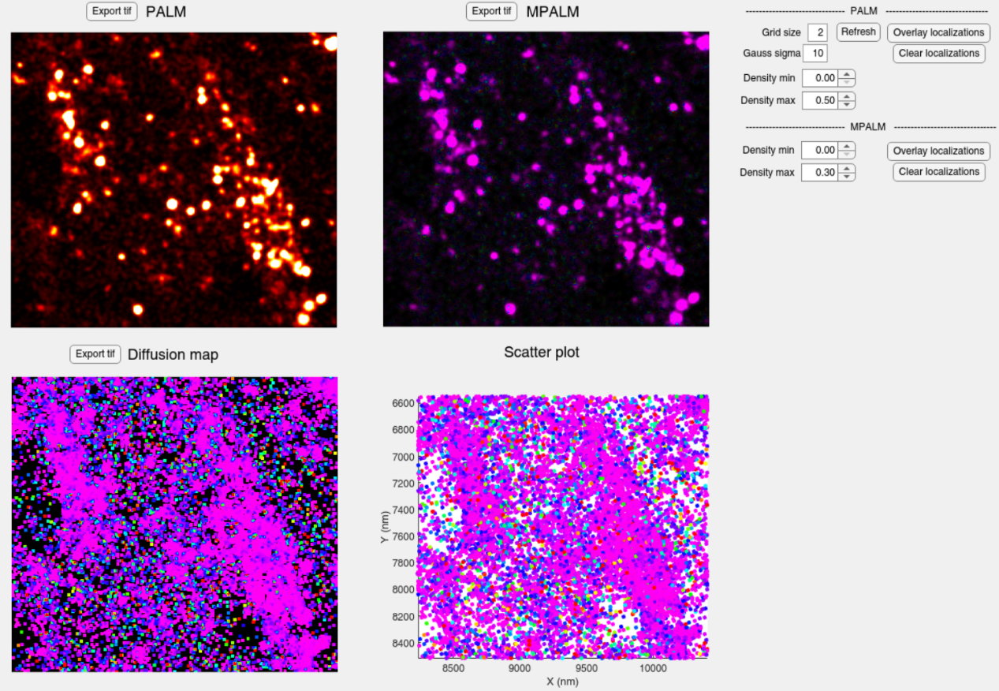 Export tif PALM
Export tif MPALM
Export tif Diffusion map
Scatter plot
6600
6800
7000
7200
7400
7600
7800
8000
8200
8400
Y (nm)
8500 9000 9500 10000
X (nm)
PALM
Grid size 2 Refresh Overlay localizations
Gauss sigma 10 Clear localizations
Density min 0.00
Density max 0.50
MPALM
Density min 0.00 Overlay localizations
Density max 0.30 Clear localizations